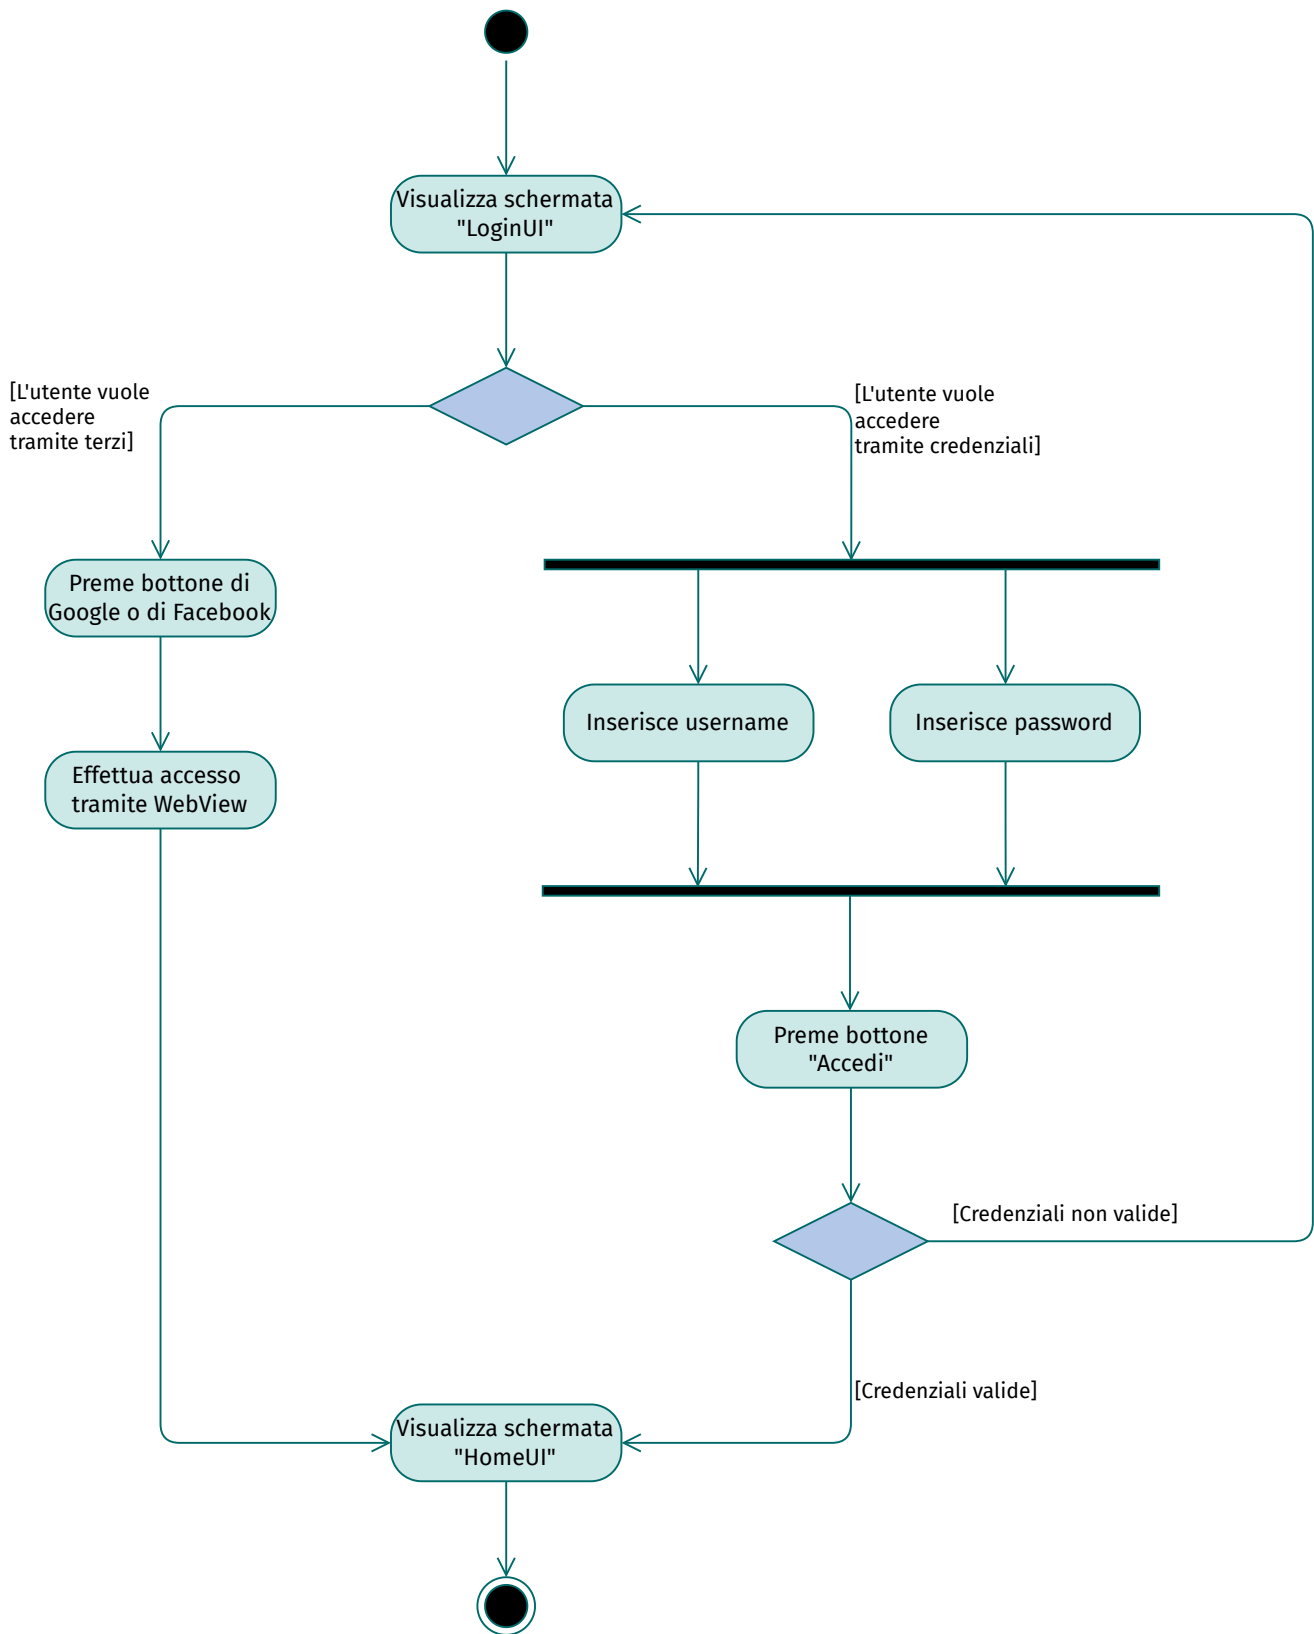 Visualizza schermata
"LoginUI"
[L'utente vuole
accedere
tramite terzi]
[L'utente vuole
accedere
tramite credenziali]
Preme bottone di
Google o di Facebook
Inserisce username
Inserisce password
Effettua accesso
tramite WebView
Preme bottone
"Accedi"
[Credenziali non valide]
[Credenziali valide]
Visualizza schermata
"HomeUI"